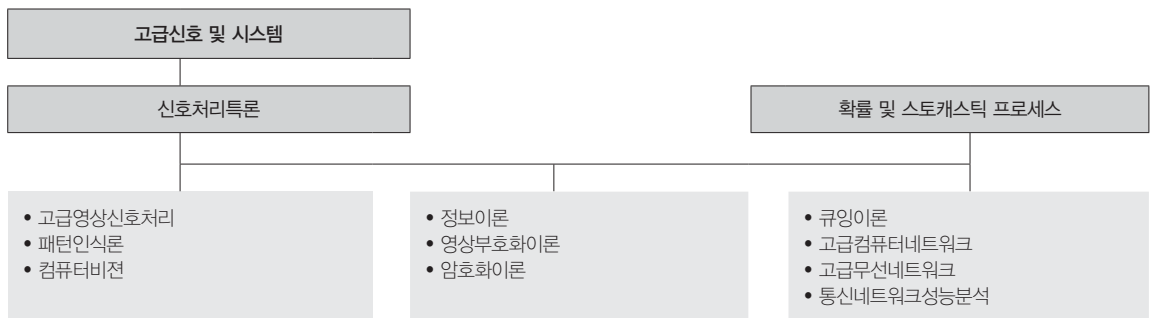 고급신호 및 시스템
신호처리특론
확률 및 스토캐스틱 프로세스
• 고급영상신호처리
• 패턴인식론
• 컴퓨터비젼
• 정보이론
• 영상부호화이론
• 암호화이론
• 큐잉이론
• 고급컴퓨터네트워크
• 고급무선네트워크
• 통신네트워크성능분석